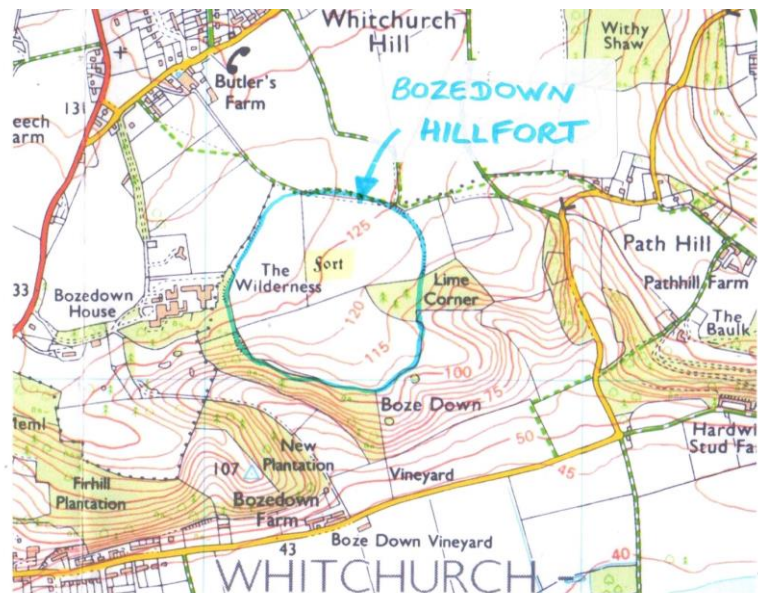 Whitchurch
Hill
Withy
Shaw
Butler's
Farm
BOZEDOWN
HILLFORT
131
eech
arm
125
The
Wilderness
Fort
Path Hill
Lime
Corner
Pathhill Farm
33
Bozedown
House
120
The
Baulk
115
100
75
Boze Down
Meml
New
Plantation
50
Hardwi
Stud Fa
107
Vineyard
45
Firhill
Plantation
Bozedown
Farm
43
Boze Down Vineyard
40
WHITCHURCH -